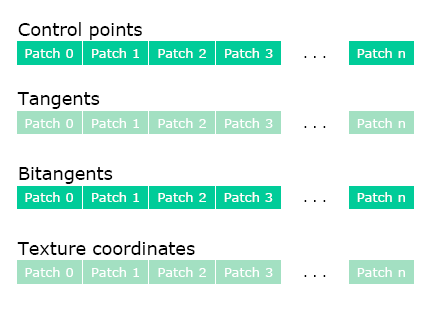 Control points
Patch 0 Patch 1 Patch 2 Patch 3 . . . Patch n
Tangents
Patch 0 Patch 1 Patch 2 Patch 3 . . . Patch n
Bitangents
Patch 0 Patch 1 Patch 2 Patch 3 . . . Patch n
Texture coordinates
Patch 0 Patch 1 Patch 2 Patch 3 . . . Patch n